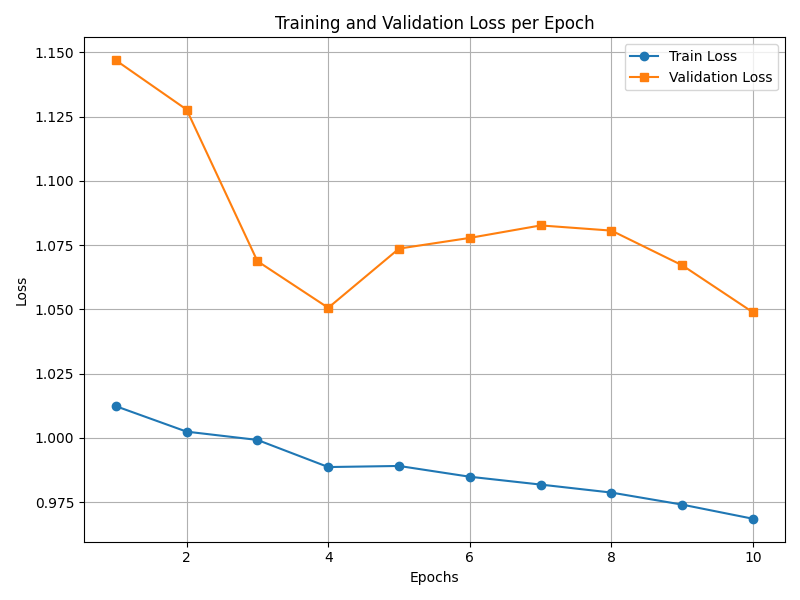 Training and Validation Loss per Epoch
Train Loss
Validation Loss
1.150
1.125
1.100
1.075
1.050
1.025
1.000
0.975
Loss
2 4 6 8 10
Epochs